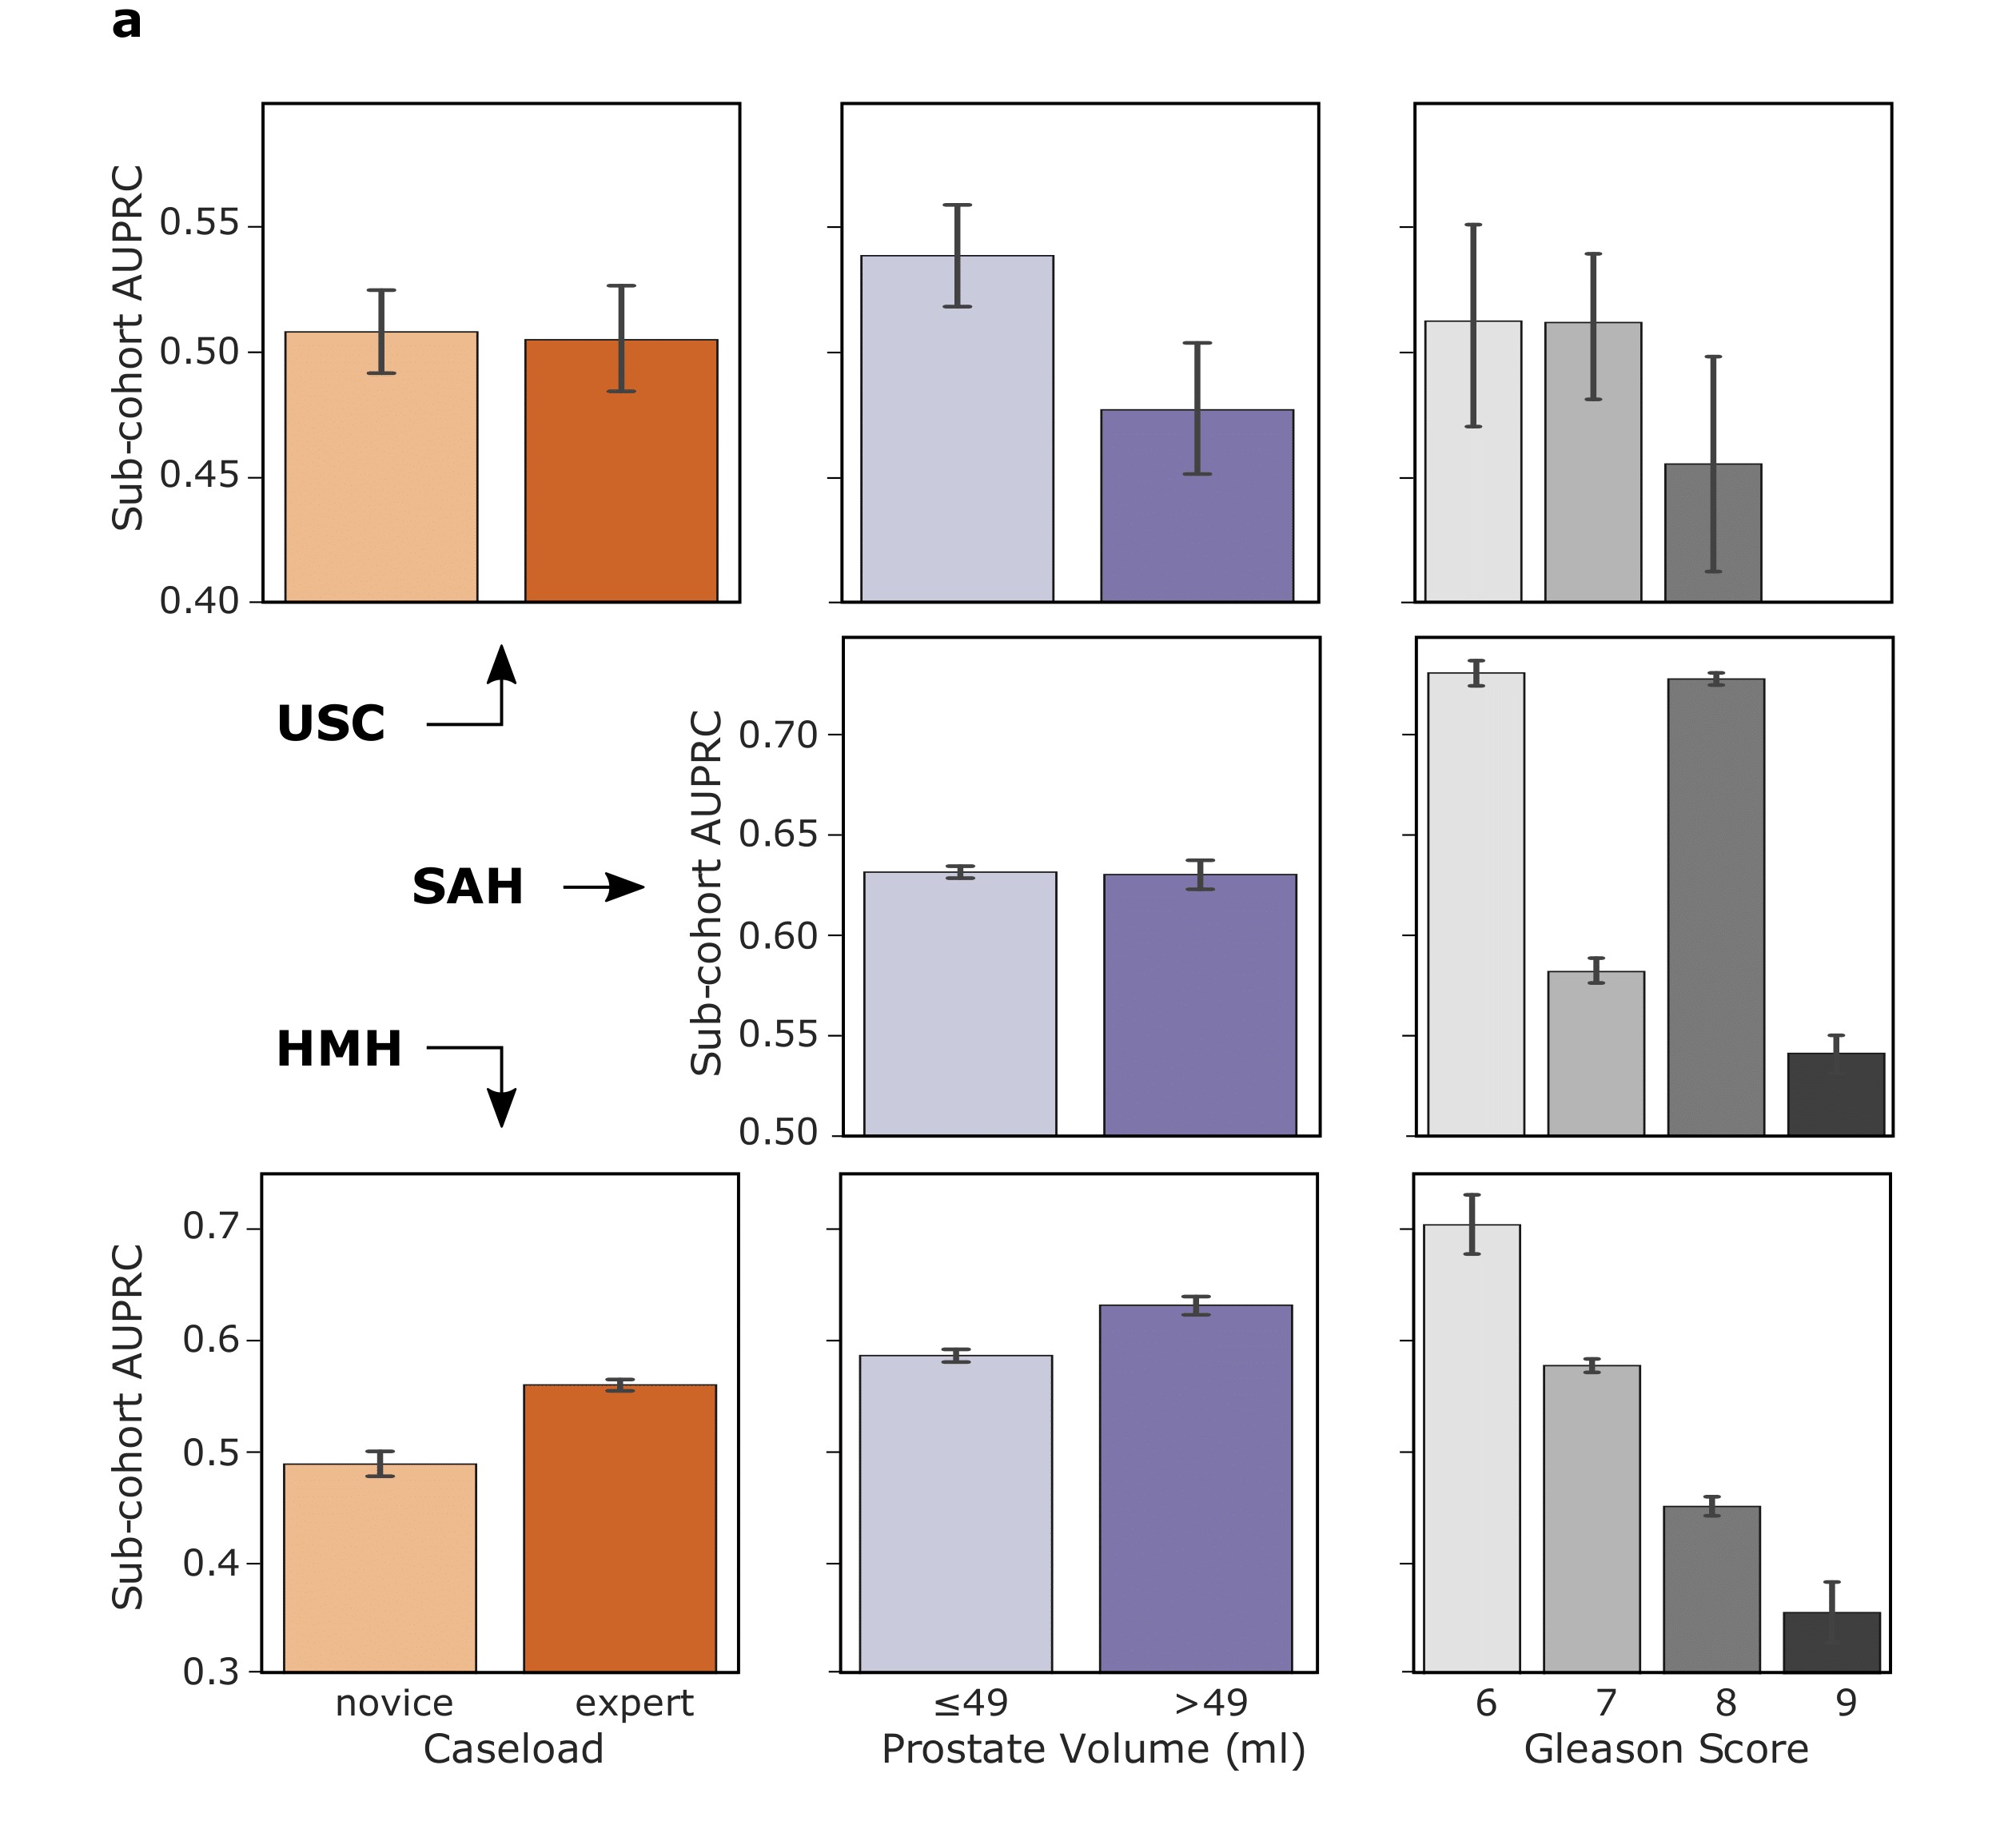 a
Sub-cohort AUPRC
0.55
0.50
0.45
0.40
USC
SAH
HMH
Sub-cohort AUPRC
0.70
0.65
0.60
0.55
0.50
Sub-cohort AUPRC
0.7
0.6
0.5
0.4
0.3
novice expert
Caseload
≤49 >49
Prostate Volume (ml)
6 7 8 9
Gleason Score